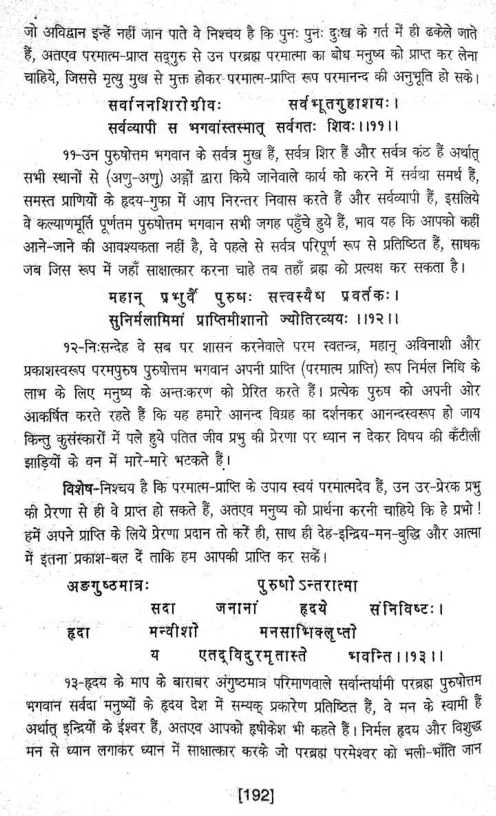 जो अविद्वान इन्हें नहीं जान पाते वे निश्चय है कि पुनः पुनः दुःख के गर्त में ही ढकेले जाते
हैं, अतएव परमात्म-प्राप्त सद्गुरु से उन परब्रह्म परमात्मा का बोध मनुष्य को प्राप्त कर लेना
चाहिये, जिससे मृत्यु मुख से मुक्त होकर परमात्म-प्राप्ति रूप परमानन्द की अनुभूति हो सके।
सर्वाननशिरोग्रीवः सर्वभूतगुहाशयः।
सर्वव्यापी स भगवांस्तस्मात् सर्वगतः शिवः।।११।।
११-उन पुरुषोत्तम भगवान के सर्वत्र मुख हैं, सर्वत्र शिर हैं और सर्वत्र कंठ हैं अर्थात्
सभी स्थानों से (अणु-अणु) अङ्गों द्वारा किये जानेवाले कार्य को करने में सर्वथा समर्थ हैं,
समस्त प्राणियों के हृदय-गुफा में आप निरन्तर निवास करते हैं और सर्वव्यापी हैं, इसलिये
वे कल्याणमूर्ति पूर्णतम पुरुषोत्तम भगवान सभी जगह पहुँचे हुये हैं, भाव यह कि आपको कहीं
आने-जाने की आवश्यकता नहीं है, वे पहले से सर्वत्र परिपूर्ण रूप से प्रतिष्ठित हैं, साधक
जब जिस रूप में जहाँ साक्षात्कार करना चाहे तब तहाँ ब्रह्म को प्रत्यक्ष कर सकता है।
महान् प्रभुर्वै पुरुषः सत्त्वस्यैष प्रवर्तकः।
सुनिर्मलामिमां प्राप्तिमीशानो ज्योतिरव्ययः।।१२।।
१२-निःसन्देह वे सब पर शासन करनेवाले परम स्वतन्त्र, महान् अविनाशी और
प्रकाशस्वरूप परमपुरुष पुरुषोत्तम भगवान अपनी प्राप्ति (परमात्म प्राप्ति) रूप निर्मल निधि के
लाभ के लिए मनुष्य के अन्तःकरण को प्रेरित करते हैं। प्रत्येक पुरुष को अपनी ओर
आकर्षित करते रहते हैं कि यह हमारे आनन्द विग्रह का दर्शनकर आनन्दस्वरूप हो जाय
किन्तु कुसंस्कारों में पले हुये पतित जीव प्रभु की प्रेरणा पर ध्यान न देकर विषय की कँटीली
झाड़ियों के वन में मारे-मारे भटकते हैं।
विशेष-निश्चय है कि परमात्म-प्राप्ति के उपाय स्वयं परमात्मदेव हैं, उन उर-प्रेरक प्रभु
की प्रेरणा से ही वे प्राप्त हो सकते हैं, अतएव मनुष्य को प्रार्थना करनी चाहिये कि हे प्रभो!
हमें अपने प्राप्ति के लिये प्रेरणा प्रदान तो करें ही, साथ ही देह-इन्द्रिय-मन-बुद्धि और आत्मा
में इतना प्रकाश-बल दें ताकि हम आपकी प्राप्ति कर सकें।
अङगुष्ठमात्रः पुरुषोऽन्तरात्मा
सदा जनानां हृदये संनिविष्टः।
हृदा मन्वीशो मनसाभिक्लृप्तो
य एतद्विदुरमृतास्ते भवन्ति।।१३।।
१३-हृदय के माप के बाराबर अंगुष्ठमात्र परिमाणवाले सर्वान्तर्यामी परब्रह्म पुरुषोत्तम
भगवान सर्वदा मनुष्यों के हृदय देश में सम्यक् प्रकारेण प्रतिष्ठित हैं, वे मन के स्वामी हैं
अर्थात् इन्द्रियों के ईश्वर हैं, अतएव आपको हृषीकेश भी कहते हैं। निर्मल हृदय और विशुद्ध
मन से ध्यान लगाकर ध्यान में साक्षात्कार करके जो परब्रह्म परमेश्वर को भली-भाँति जान
[192]